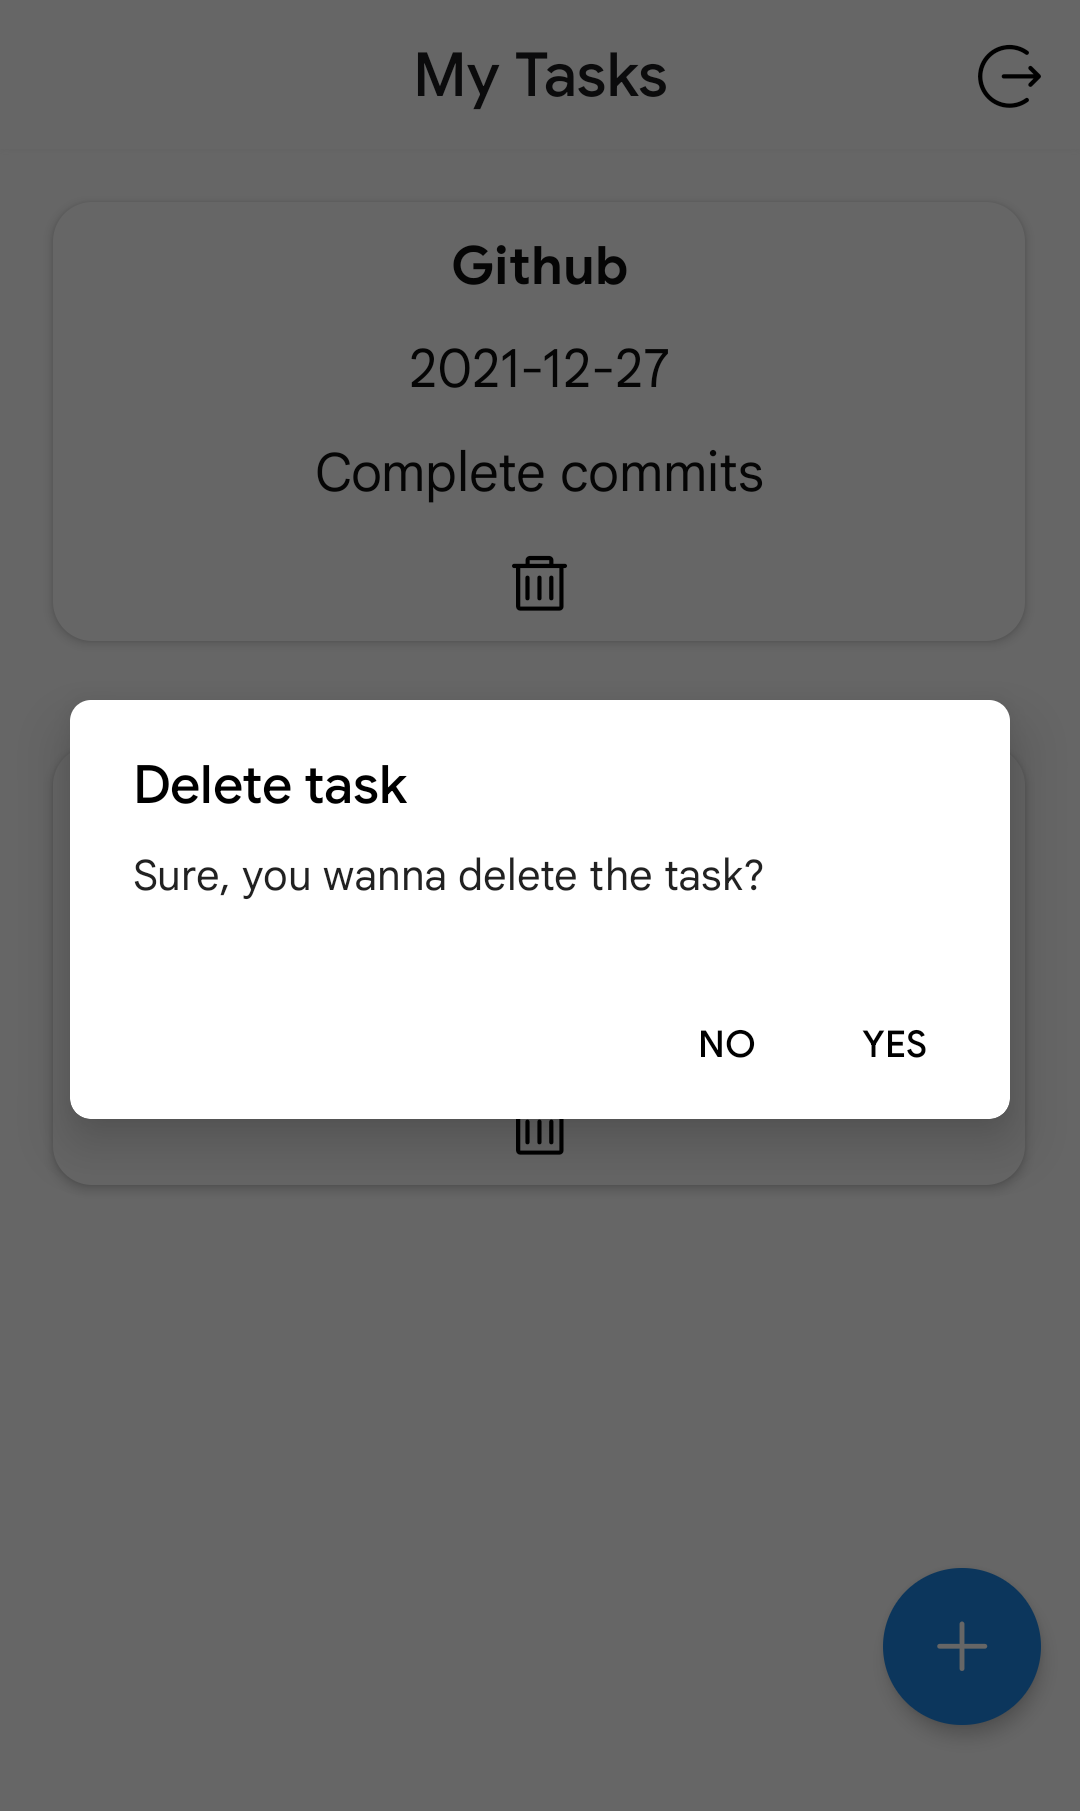 My Tasks
Github
2021-12-27
Complete commits
Delete task
Sure, you wanna delete the task?
NO YES